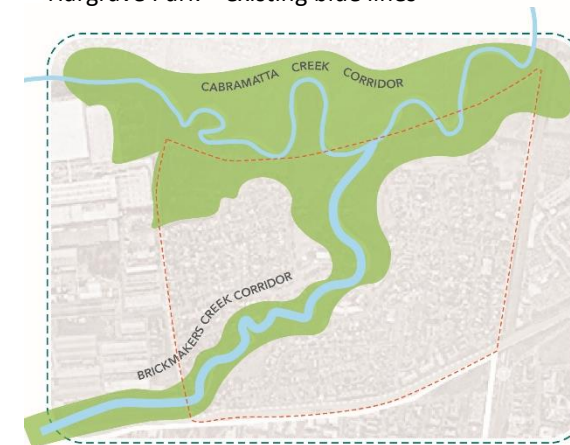 Hargrave Park – existing blue lines
CABRAMATTA CREEK CORRIDOR
BRICKMAKERS CREEK CORRIDOR